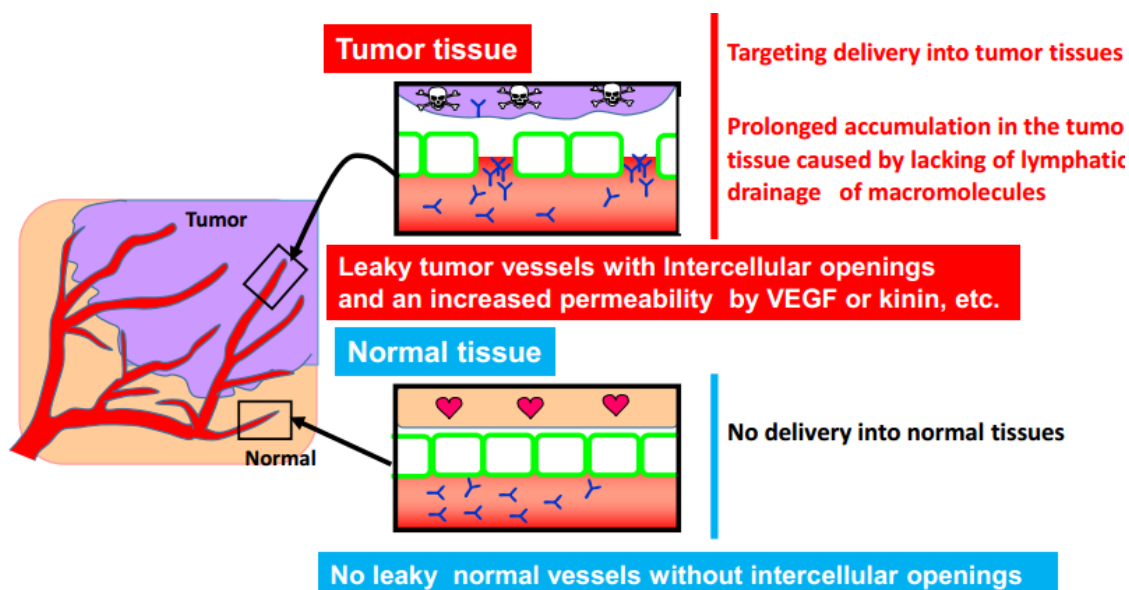 Tumor tissue
Targeting delivery into tumor tissues
Prolonged accumulation in the tumo
tissue caused by lacking of lymphatic
drainage of macromolecules
Tumor
Leaky tumor vessels with Intercellular openings
and an increased permeability by VEGF or kinin, etc.
Normal tissue
No delivery into normal tissues
Normal
No leaky normal vessels without intercellular openings